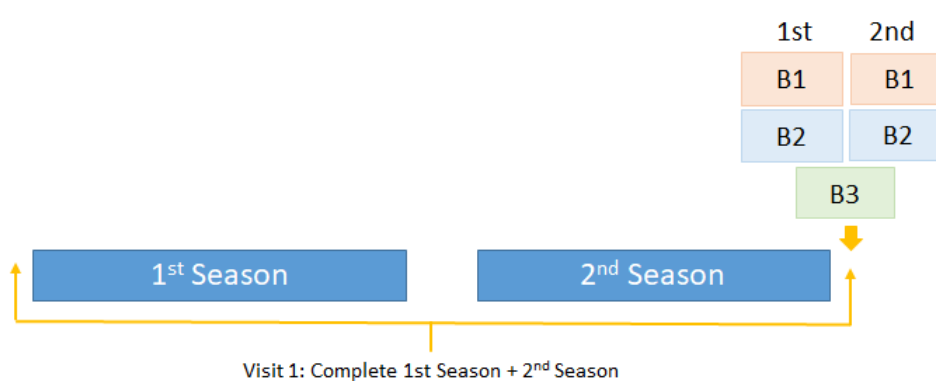 1st 2nd
B1 B1
B2 B2
B3
1st Season 2nd Season
Visit 1: Complete 1st Season + 2nd Season